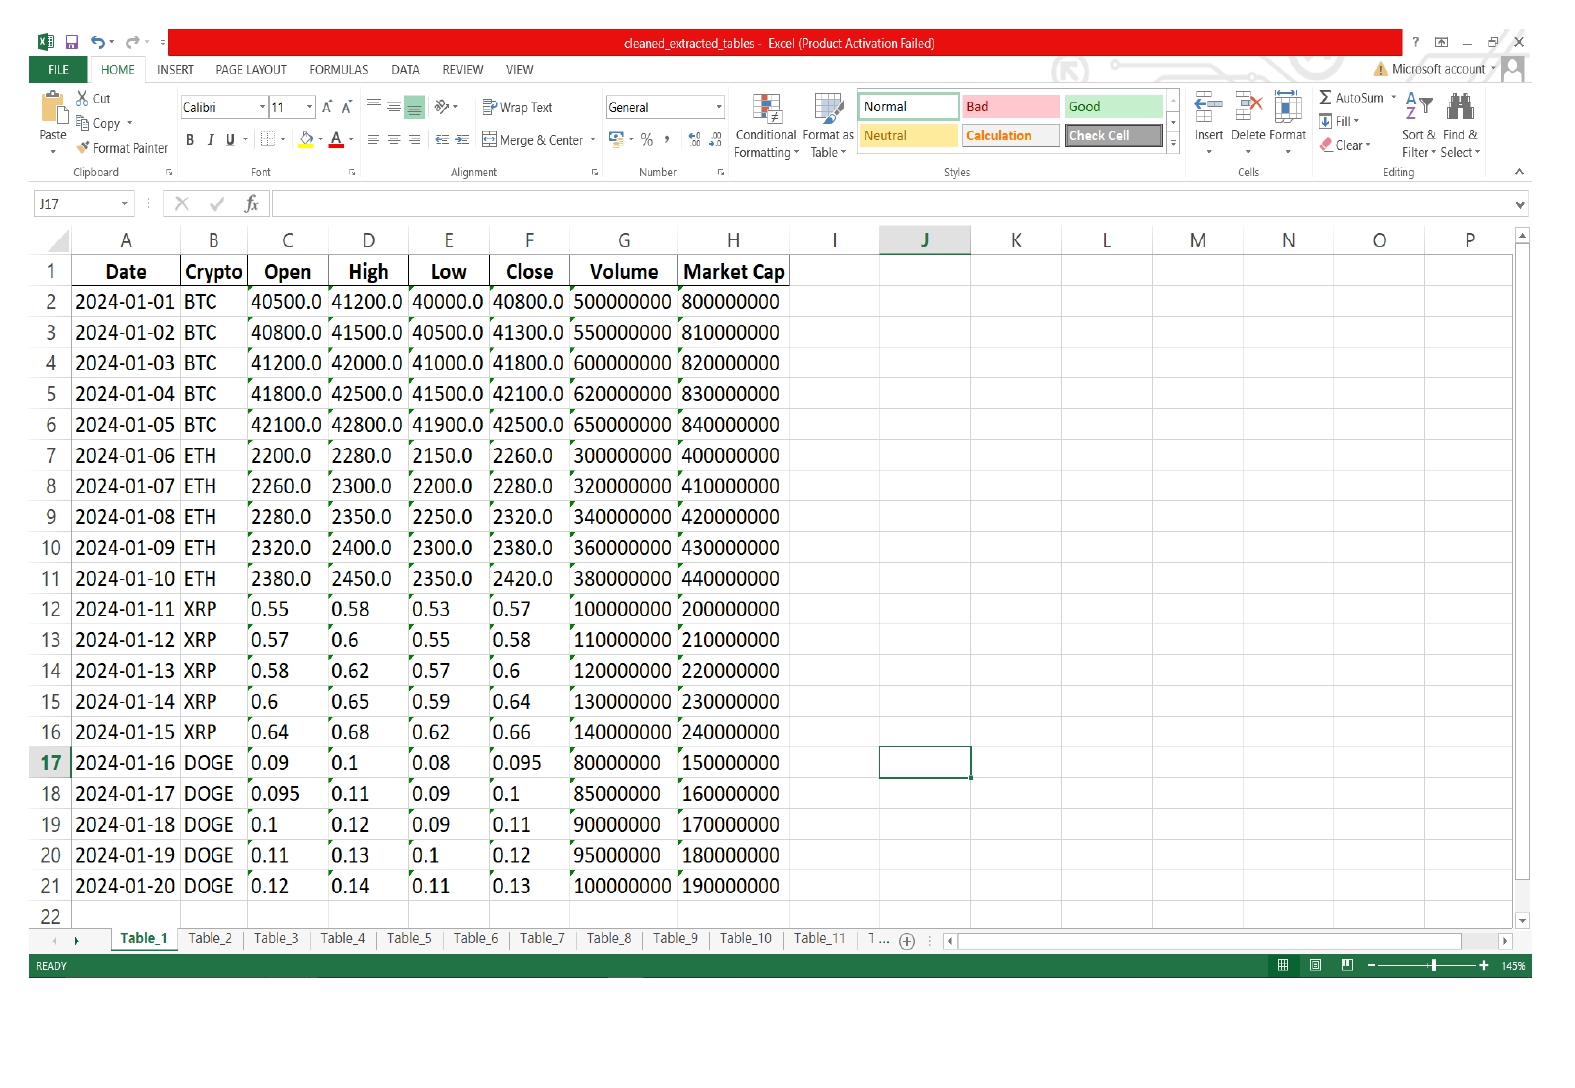 cleaned_extracted_tables - Excel (Product Activation Failed)
?
FILE HOME INSERT PAGE LAYOUT FORMULAS DATA REVIEW VIEW Microsoft account
Cut
Copy
Format Painter
Paste
Clipboard
Calibri 11
B I U
Font
Wrap Text
Merge & Center
Alignment
General
%
Number
Conditional Formatting
Format as Table
Normal Bad Good
Neutral Calculation Check Cell
Styles
Insert Delete Format
Cells
AutoSum
Fill
Clear
Sort & Filter
Find & Select
Editing
J17 fx
A B C D E F G H I J K L M N O P
1 Date Crypto Open High Low Close Volume Market Cap
2 2024-01-01 BTC 40500.0 41200.0 40000.0 40800.0 500000000 800000000
3 2024-01-02 BTC 40800.0 41500.0 40500.0 41300.0 550000000 810000000
4 2024-01-03 BTC 41200.0 42000.0 41000.0 41800.0 600000000 820000000
5 2024-01-04 BTC 41800.0 42500.0 41500.0 42100.0 620000000 830000000
6 2024-01-05 BTC 42100.0 42800.0 41900.0 42500.0 650000000 840000000
7 2024-01-06 ETH 2200.0 2280.0 2150.0 2260.0 300000000 400000000
8 2024-01-07 ETH 2260.0 2300.0 2200.0 2280.0 320000000 410000000
9 2024-01-08 ETH 2280.0 2350.0 2250.0 2320.0 340000000 420000000
10 2024-01-09 ETH 2320.0 2400.0 2300.0 2380.0 360000000 430000000
11 2024-01-10 ETH 2380.0 2450.0 2350.0 2420.0 380000000 440000000
12 2024-01-11 XRP 0.55 0.58 0.53 0.57 100000000 200000000
13 2024-01-12 XRP 0.57 0.6 0.55 0.58 110000000 210000000
14 2024-01-13 XRP 0.58 0.62 0.57 0.6 120000000 220000000
15 2024-01-14 XRP 0.6 0.65 0.59 0.64 130000000 230000000
16 2024-01-15 XRP 0.64 0.68 0.62 0.66 140000000 240000000
17 2024-01-16 DOGE 0.09 0.1 0.08 0.095 80000000 150000000
18 2024-01-17 DOGE 0.095 0.11 0.09 0.1 85000000 160000000
19 2024-01-18 DOGE 0.1 0.12 0.09 0.11 90000000 170000000
20 2024-01-19 DOGE 0.11 0.13 0.1 0.12 95000000 180000000
21 2024-01-20 DOGE 0.12 0.14 0.11 0.13 100000000 190000000
22
Table_1 Table_2 Table_3 Table_4 Table_5 Table_6 Table_7 Table_8 Table_9 Table_10 Table_11 T ...
READY 145%